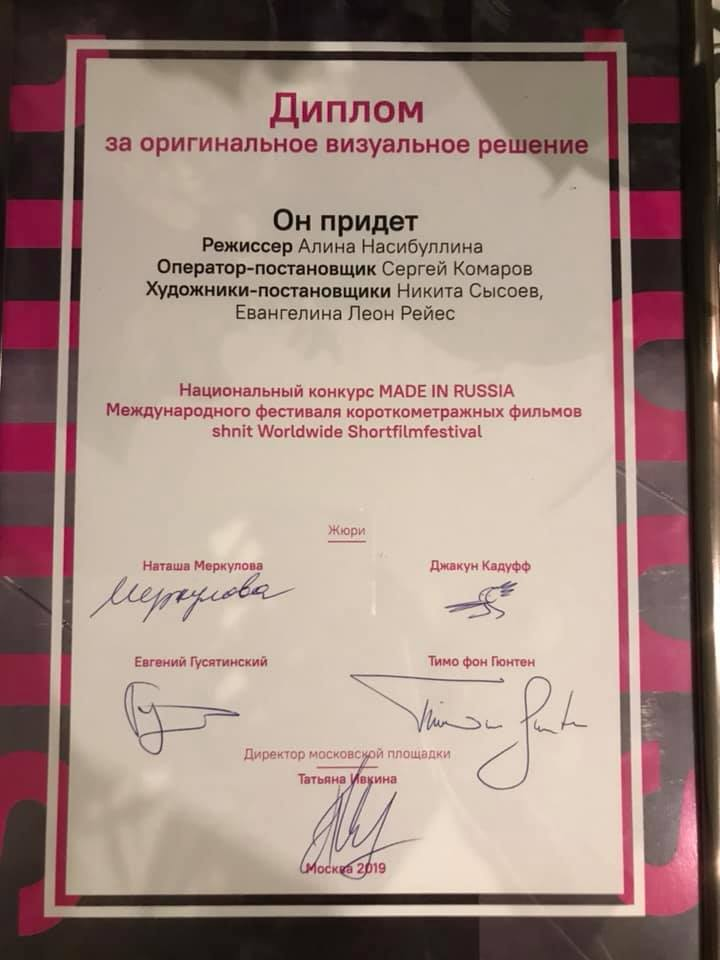 Диплом
за оригинальное визуальное решение
Он придет
Режиссер Алина Насибуллина
Оператор-постановщик Сергей Комаров
Художники-постановщики Никита Сысоев,
Евангелина Леон Рейес
Национальный конкурс MADE IN RUSSIA
Международного фестиваля короткометражных фильмов
shnit Worldwide Shortfilmfestival
Жюри
Наташа Меркулова
Джакун Кадуфф
Меркулова
Евгений Гусятинский
Тимо фон Гюнтен
Директор московской площадки
Татьяна Ивкина
Москва 2019